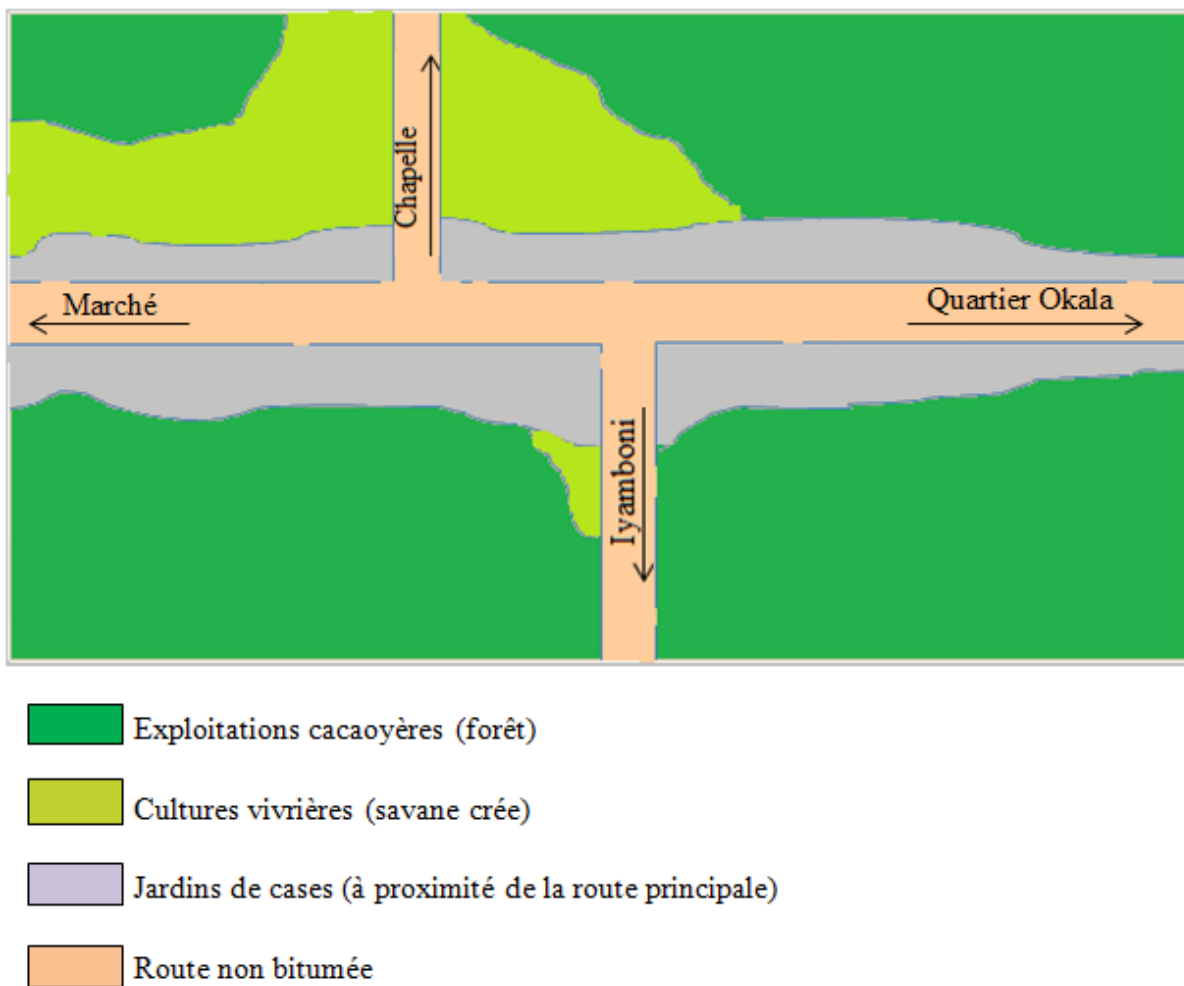 Chapelle
Marché
Quartier Okala
Iyamboni
Exploitations cacaoyères (forêt)
Cultures vivrières (savane crée)
Jardins de cases (à proximité de la route principale)
Route non bitumée